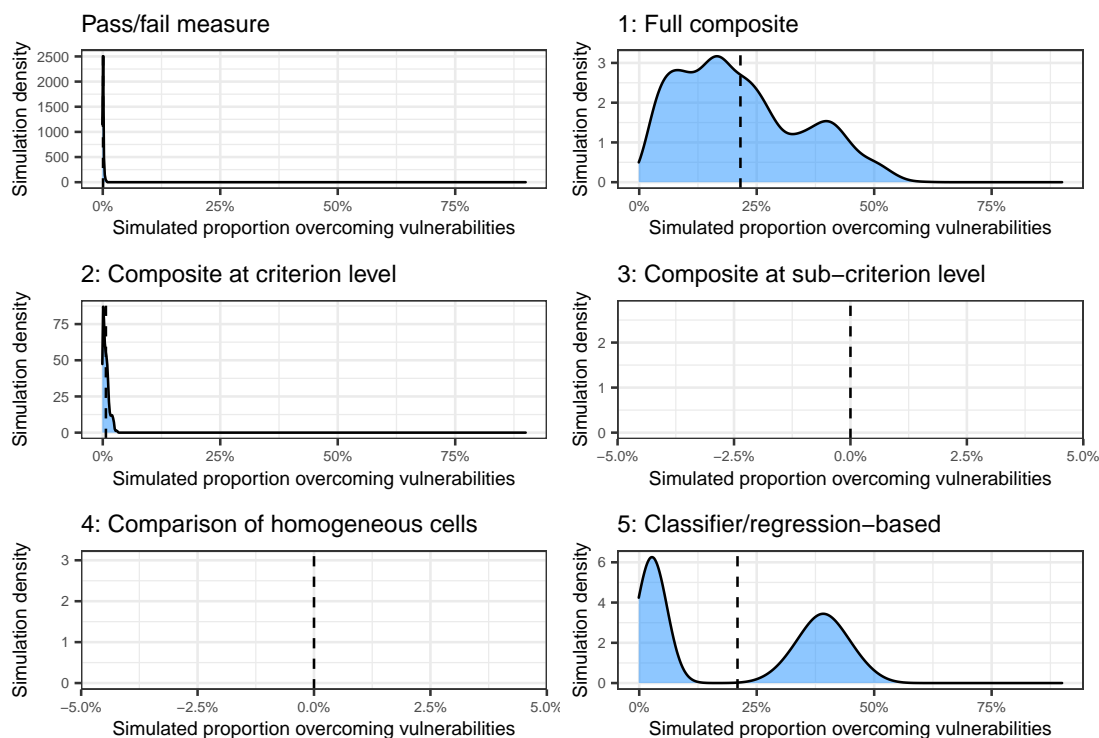 Pass/fail measure
Simulation density
2500
2000
1500
1000
500
0
0% 25% 50% 75%
Simulated proportion overcoming vulnerabilities
1: Full composite
Simulation density
3
2
1
0
0% 25% 50% 75%
Simulated proportion overcoming vulnerabilities
2: Composite at criterion level
Simulation density
75
50
25
0
0% 25% 50% 75%
Simulated proportion overcoming vulnerabilities
3: Composite at sub−criterion level
Simulation density
2
1
0
−5.0% −2.5% 0.0% 2.5% 5.0%
Simulated proportion overcoming vulnerabilities
4: Comparison of homogeneous cells
Simulation density
3
2
1
0
−5.0% −2.5% 0.0% 2.5% 5.0%
Simulated proportion overcoming vulnerabilities
5: Classifier/regression−based
Simulation density
6
4
2
0
0% 25% 50% 75%
Simulated proportion overcoming vulnerabilities